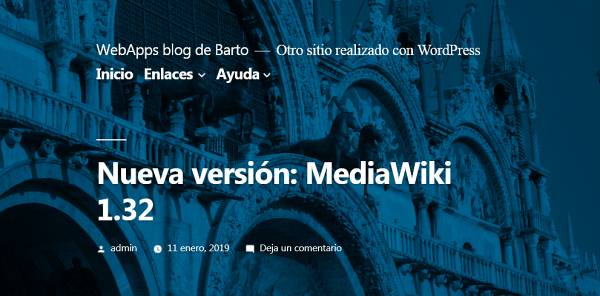 WebApps blog de Barto — Otro sitio realizado con WordPress
Inicio Enlaces Ayuda
Nueva versión: MediaWiki
1.32
admin 11 enero, 2019 Deja un comentario